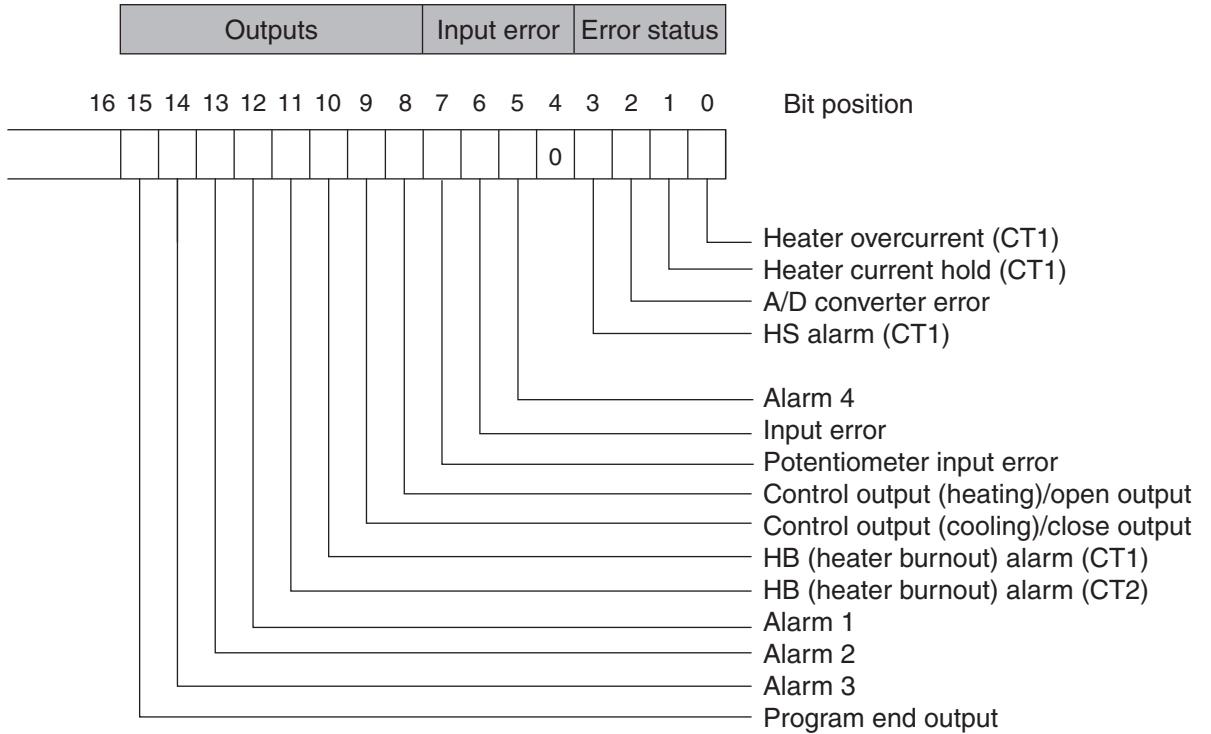 Outputs Input error Error status
16 15 14 13 12 11 10 9 8 7 6 5 4 3 2 1 0 Bit position
0
Heater overcurrent (CT1)
Heater current hold (CT1)
A/D converter error
HS alarm (CT1)
Alarm 4
Input error
Potentiometer input error
Control output (heating)/open output
Control output (cooling)/close output
HB (heater burnout) alarm (CT1)
HB (heater burnout) alarm (CT2)
Alarm 1
Alarm 2
Alarm 3
Program end output